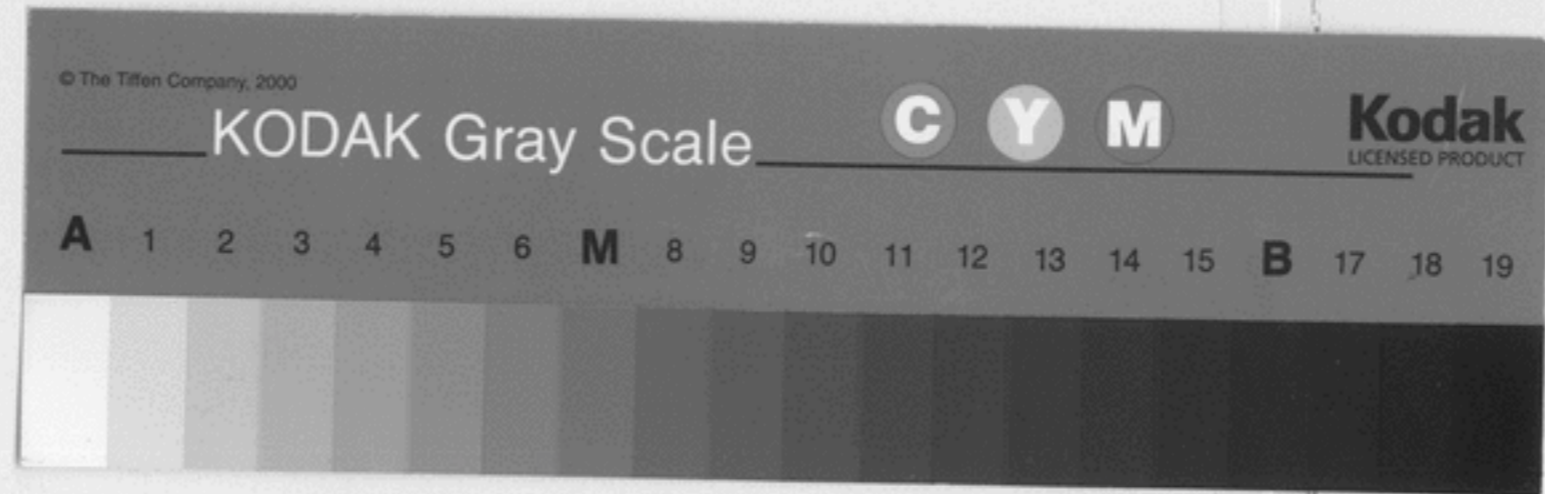 © The Tiffen Company, 2000
KODAK Gray Scale
C Y M
Kodak
LICENSED PRODUCT
A 1 2 3 4 5 6 M 8 9 10 11 12 13 14 15 B 17 18 19